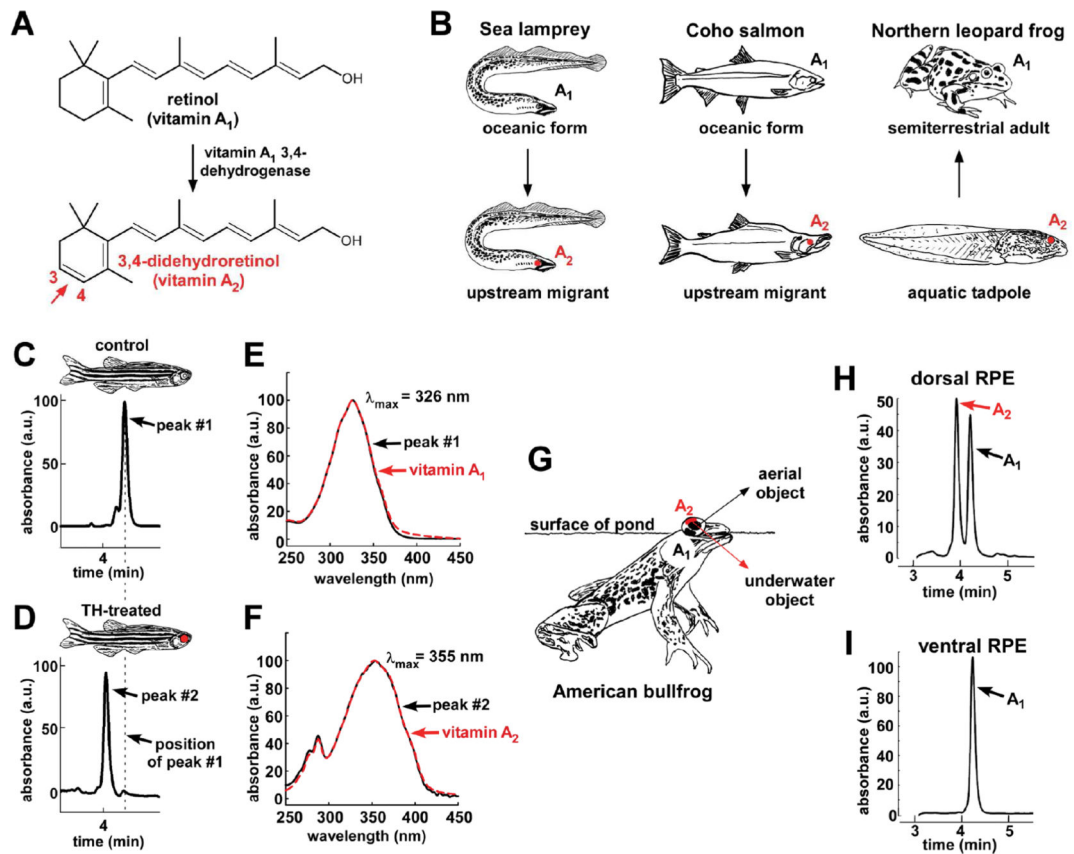 A
OH
retinol
(vitamin A1)
vitamin A1 3,4-
dehydrogenase
OH
3,4-didehydroretinol
(vitamin A2)
3
4
B
Sea lamprey
A1
oceanic form
A2
upstream migrant
Coho salmon
A1
oceanic form
A2
upstream migrant
Northern leopard frog
A1
semiterrestrial adult
A2
aquatic tadpole
C
control
absorbance (a.u.)
100
50
0
peak #1
4
time (min)
D
TH-treated
absorbance (a.u.)
100
50
0
peak #2
position
of peak #1
4
time (min)
E
absorbance (a.u.)
100
80
60
40
20
0
λmax = 326 nm
peak #1
vitamin A1
250 300 350 400 450
wavelength (nm)
F
absorbance (a.u.)
100
80
60
40
20
0
λmax = 355 nm
peak #2
vitamin A2
250 300 350 400 450
wavelength (nm)
G
surface of pond
A2
A1
aerial
object
underwater
object
American bullfrog
H
dorsal RPE
absorbance (a.u.)
50
40
30
20
10
0
A2
A1
3 4 5
time (min)
I
ventral RPE
absorbance (a.u.)
100
80
60
40
20
0
A1
3 4 5
time (min)